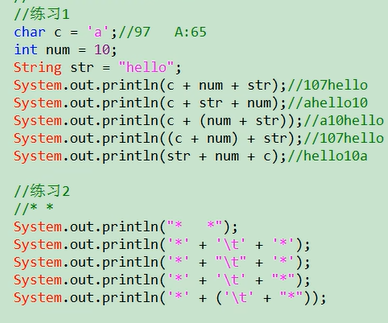 //练习1
char c = 'a';//97 A:65
int num = 10;
String str = "hello";
System.out.println(c + num + str);//107hello
System.out.println(c + str + num);//ahello10
System.out.println(c + (num + str));//a10hello
System.out.println((c + num) + str);//107hello
System.out.println(str + num + c);//hello10a
//练习2
//* *
System.out.println("* *");
System.out.println('*' + '\t' + '*');
System.out.println('*' + "\t" + '*');
System.out.println('*' + '\t' + "*");
System.out.println('*' + ('\t' + "*"));